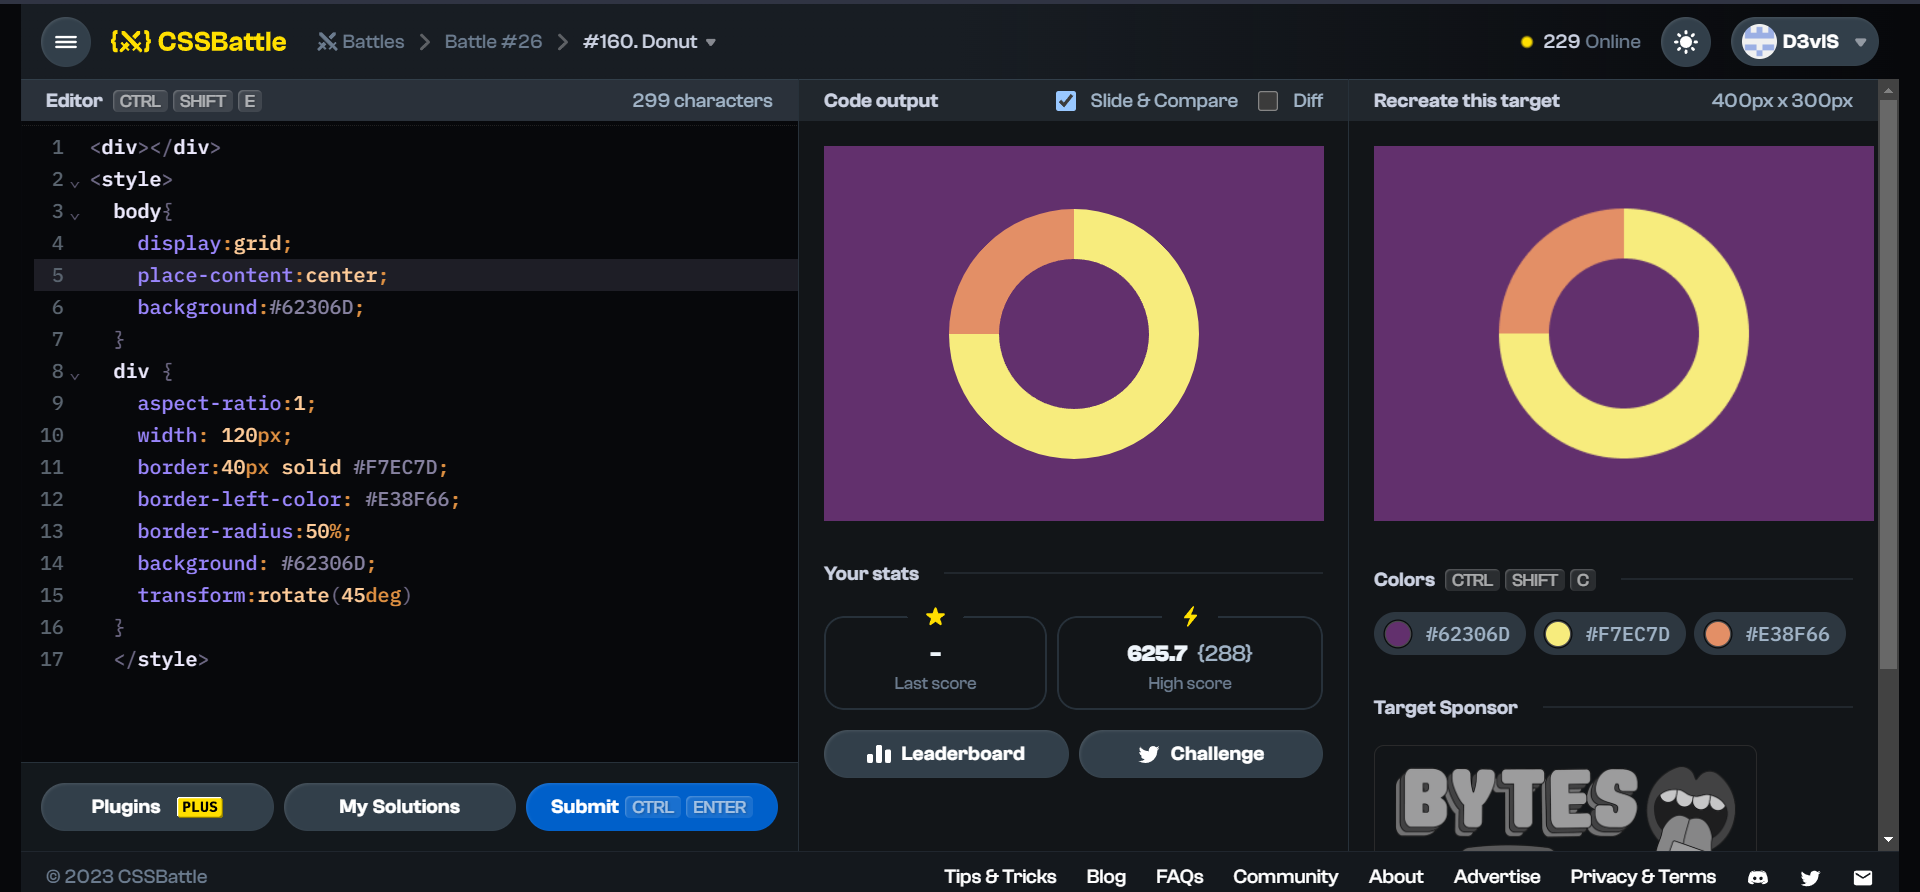 {X} CSSBattle
Battles > Battle #26 > #160. Donut
229 Online
D3vlS
Editor CTRL SHIFT E
299 characters
1 <div></div>
2 <style>
3 body{
4 display:grid;
5 place-content:center;
6 background:#62306D;
7 }
8 div {
9 aspect-ratio:1;
10 width: 120px;
11 border:40px solid #F7EC7D;
12 border-left-color: #E38F66;
13 border-radius:50%;
14 background: #62306D;
15 transform:rotate(45deg)
16 }
17 </style>
Plugins PLUS
My Solutions
Submit CTRL ENTER
Code output
Slide & Compare
Diff
Your stats
-
Last score
625.7 {288}
High score
Leaderboard
Challenge
Recreate this target
400px x 300px
Colors CTRL SHIFT C
#62306D
#F7EC7D
#E38F66
Target Sponsor
BYTES
© 2023 CSSBattle
Tips & Tricks
Blog
FAQs
Community
About
Advertise
Privacy & Terms